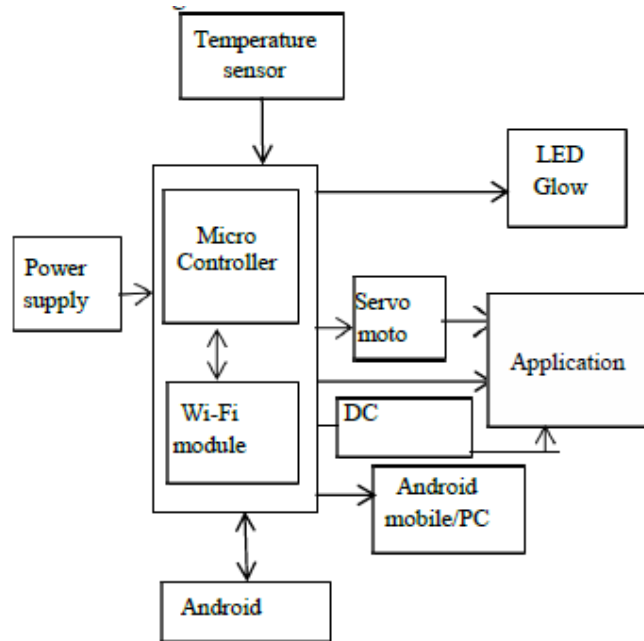 Temperature
sensor
LED
Glow
Micro
Controller
Power
supply
Servo
moto
Application
Wi-Fi
module
DC
Android
mobile/PC
Android